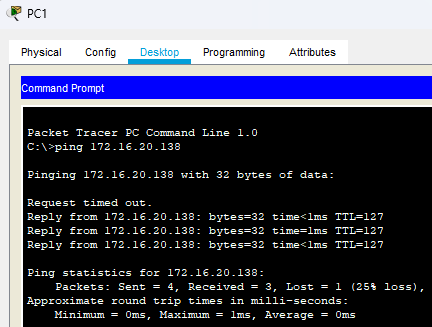 PC1
Physical Config Desktop Programming Attributes
Command Prompt
Packet Tracer PC Command Line 1.0
C:\>ping 172.16.20.138
Pinging 172.16.20.138 with 32 bytes of data:
Request timed out.
Reply from 172.16.20.138: bytes=32 time<1ms TTL=127
Reply from 172.16.20.138: bytes=32 time=1ms TTL=127
Reply from 172.16.20.138: bytes=32 time<1ms TTL=127
Ping statistics for 172.16.20.138:
Packets: Sent = 4, Received = 3, Lost = 1 (25% loss),
Approximate round trip times in milli-seconds:
Minimum = 0ms, Maximum = 1ms, Average = 0ms